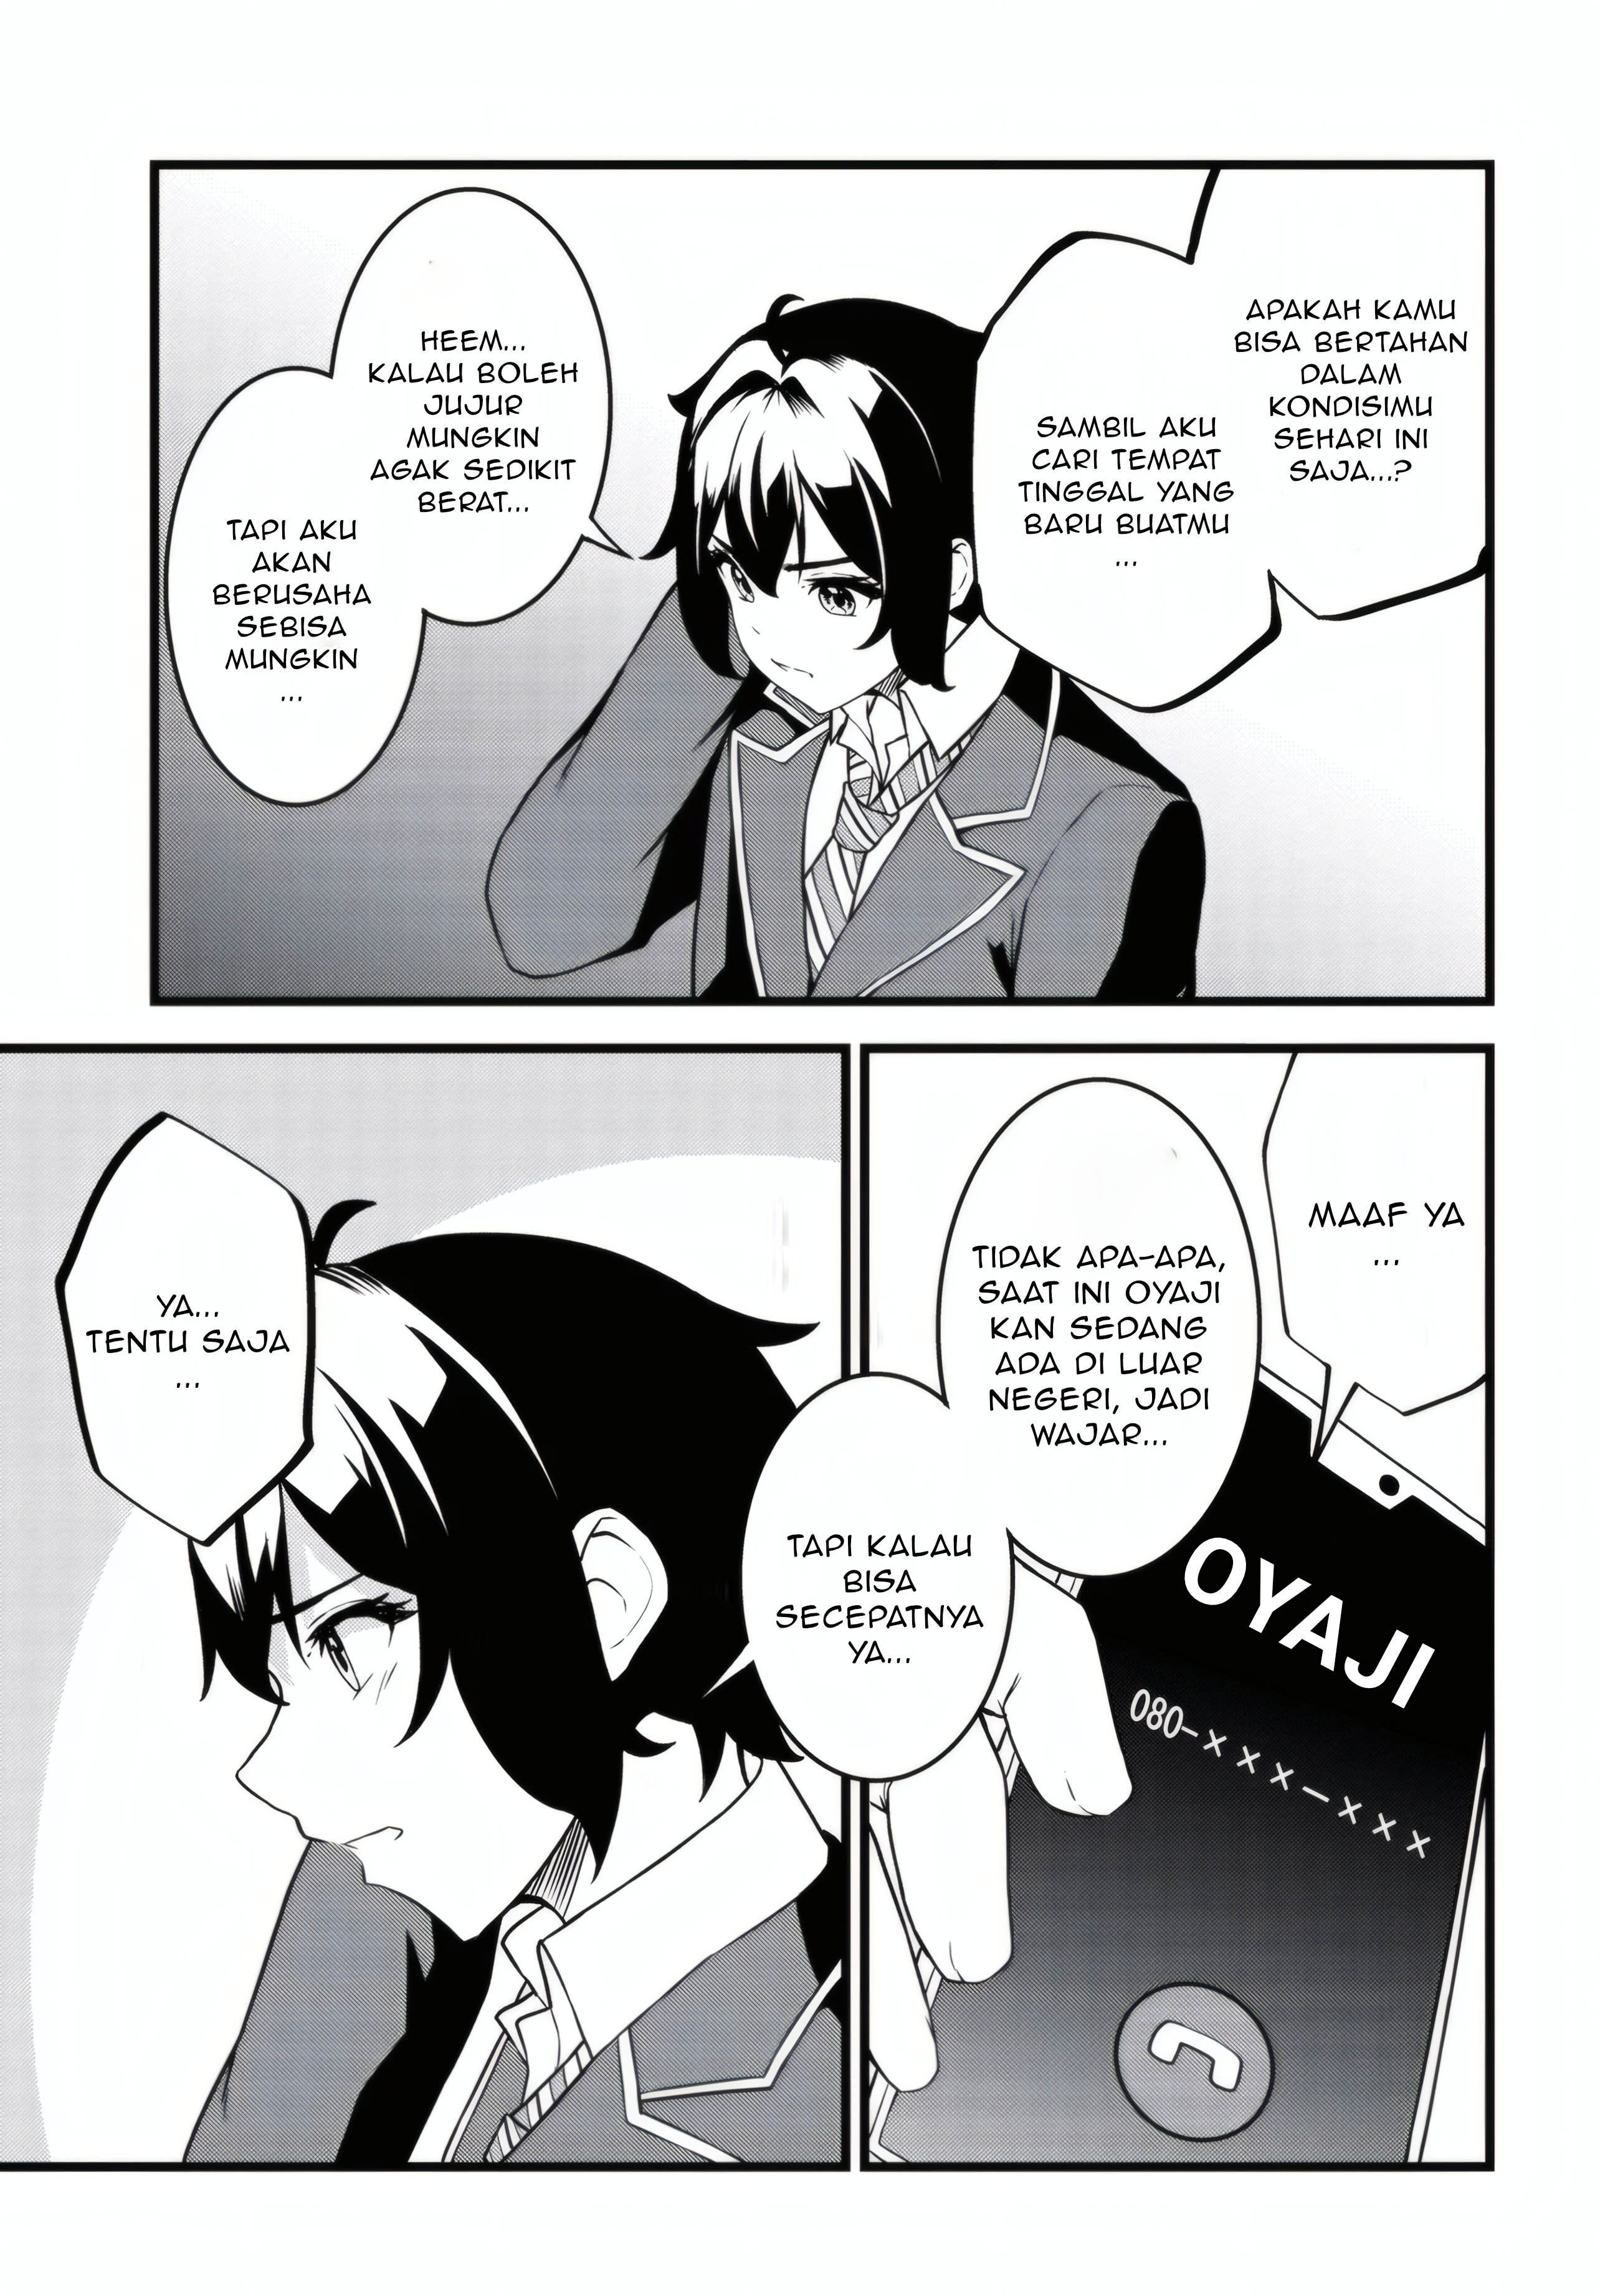 APAKAH KAMU
BISA BERTAHAN
DALAM
KONDISIMU
SEHARI INI
SAJA...?
SAMBIL AKU
CARI TEMPAT
TINGGAL YANG
BARU BUATMU
...
HEEM...
KALAU BOLEH
JUJUR
MUNGKIN
AGAK SEDIKIT
BERAT...
TAPI AKU
AKAN
BERUSAHA
SEBISA
MUNGKIN
...
MAAF YA
...
TIDAK APA-APA,
SAAT INI OYAJI
KAN SEDANG
ADA DI LUAR
NEGERI, JADI
WAJAR...
TAPI KALAU
BISA
SECEPATNYA
YA...
OYAJI
080-×××-×××
YA...
TENTU SAJA
...